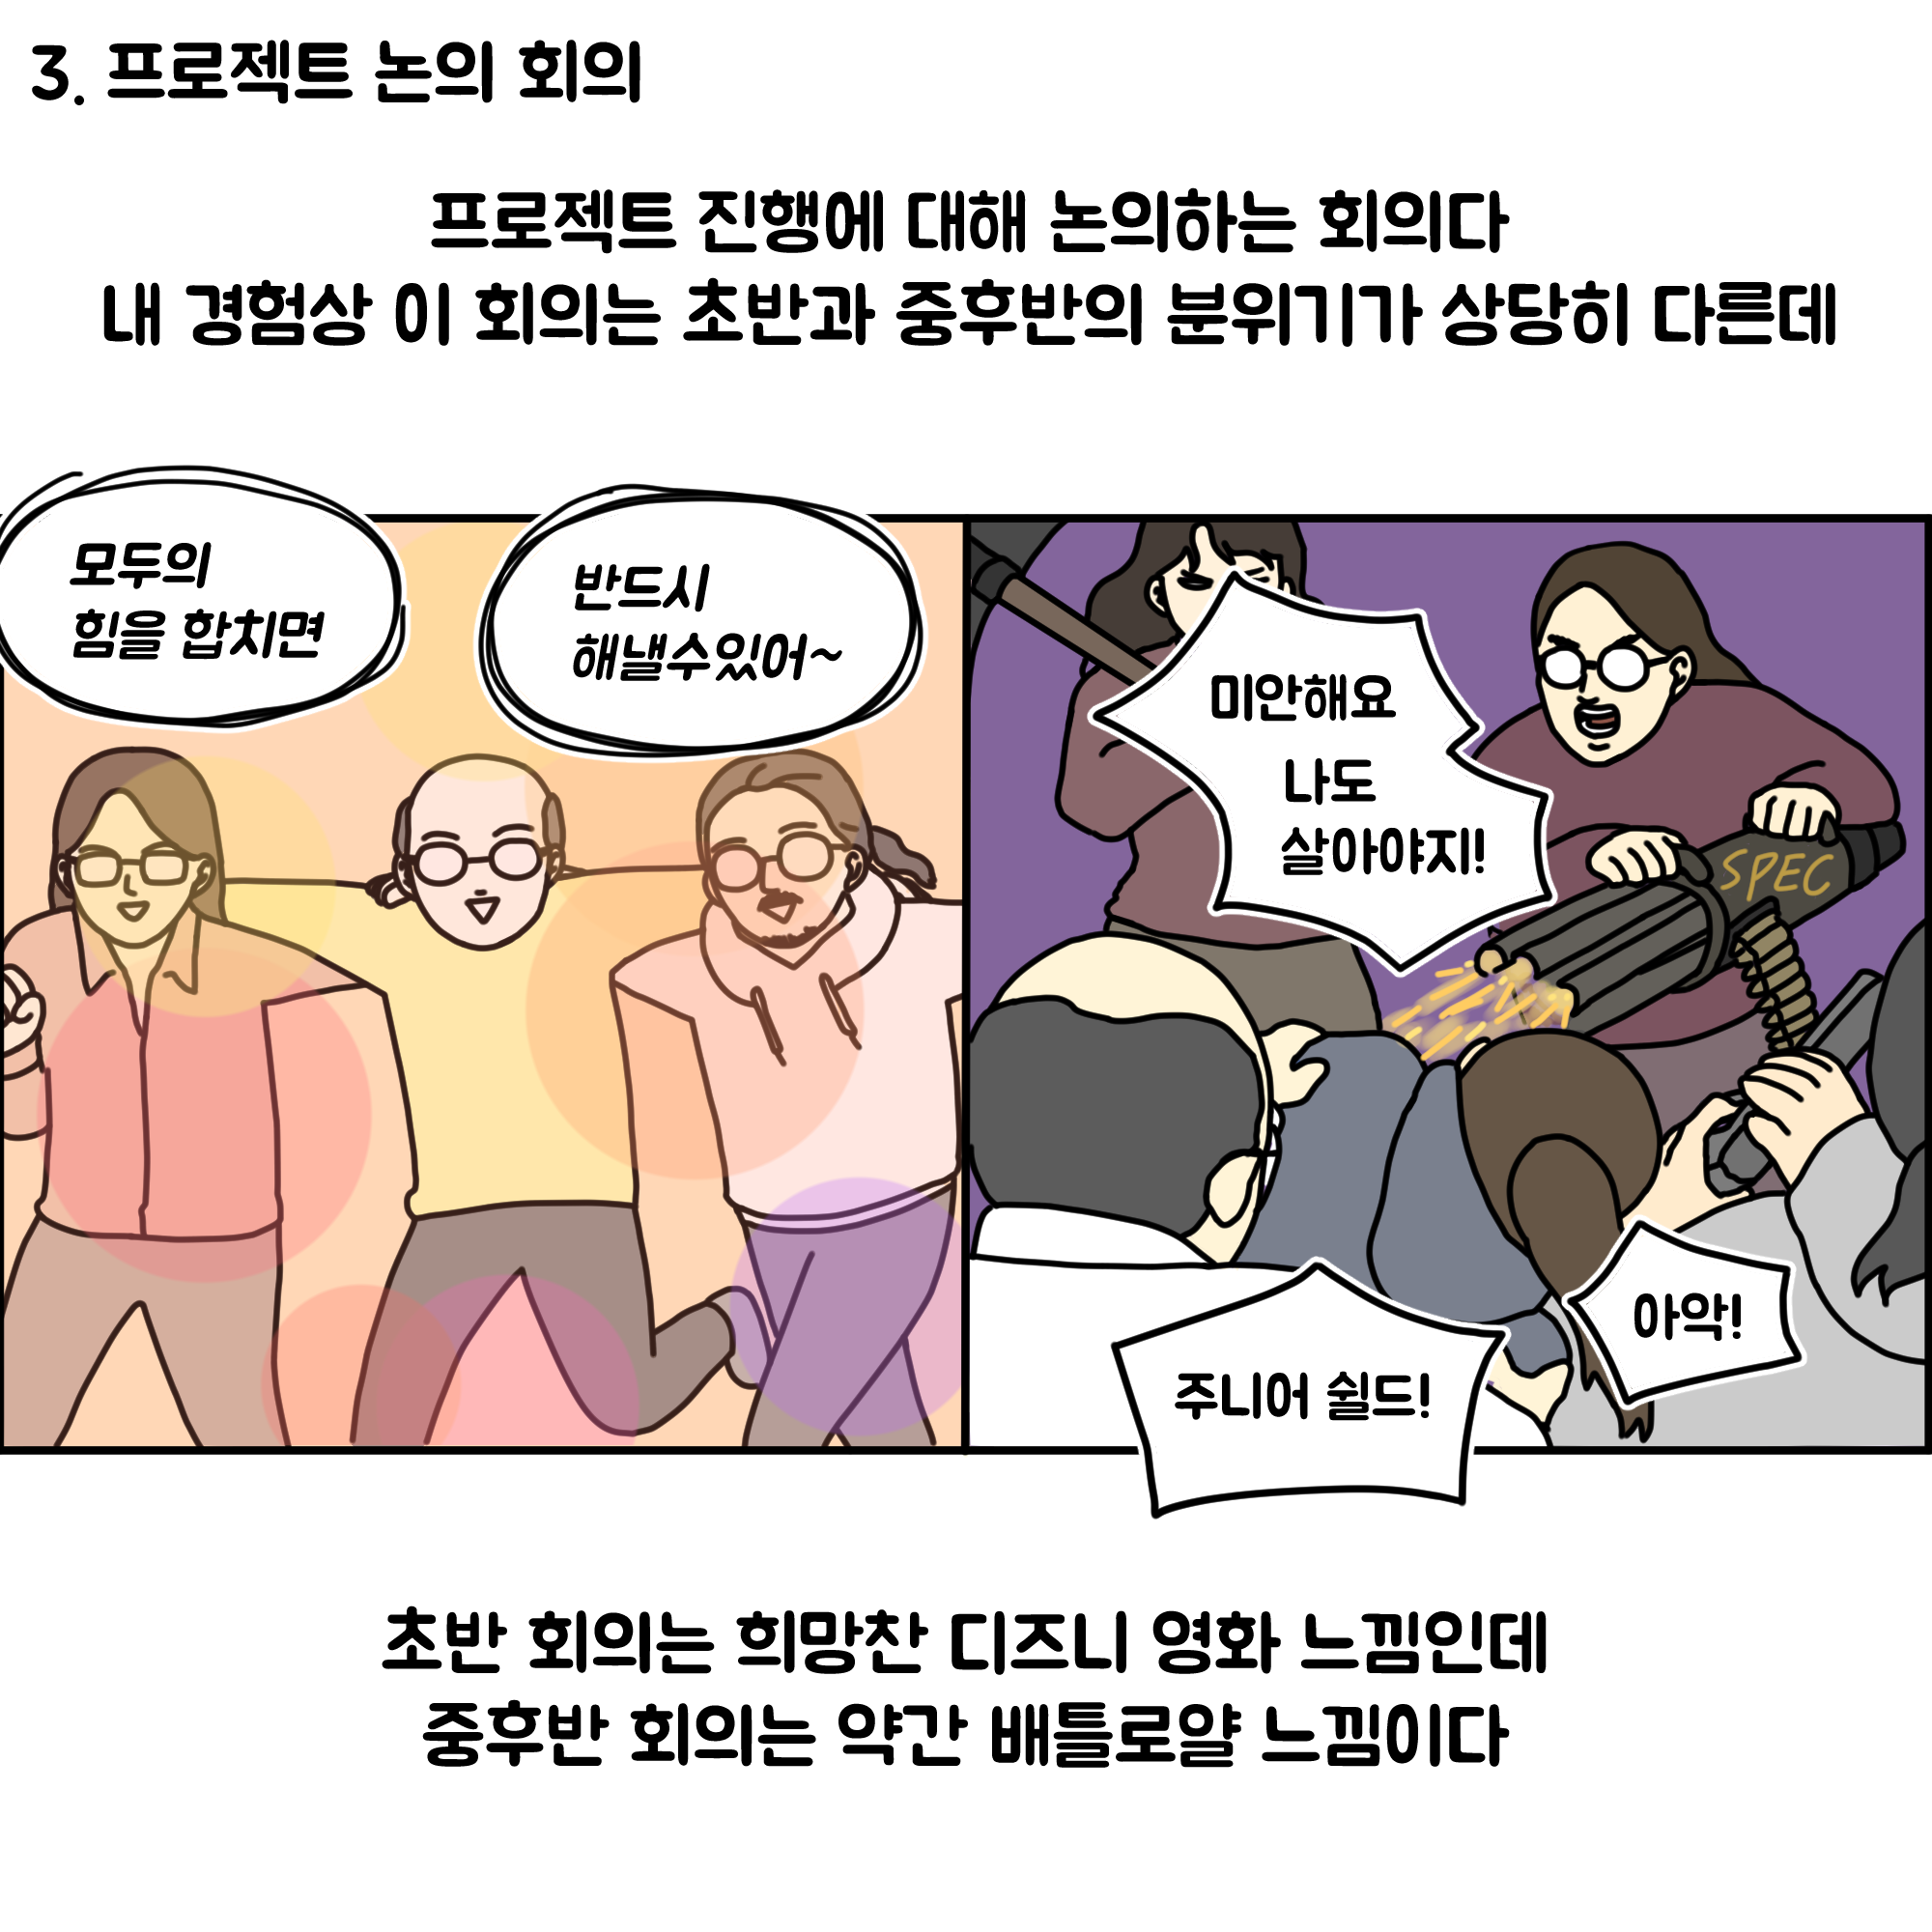 3. 프로젝트 논의 회의
프로젝트 진행에 대해 논의하는 회의다
내 경험상 이 회의는 초반과 중후반의 분위기가 상당히 다른데
모두의
힘을 합치면
반드시
해낼수있어~
미안해요
나도
살아야지!
SPEC
아악!
주니어 쉴드!
초반 회의는 희망찬 디즈니 영화 느낌인데
중후반 회의는 약간 배틀로얄 느낌이다